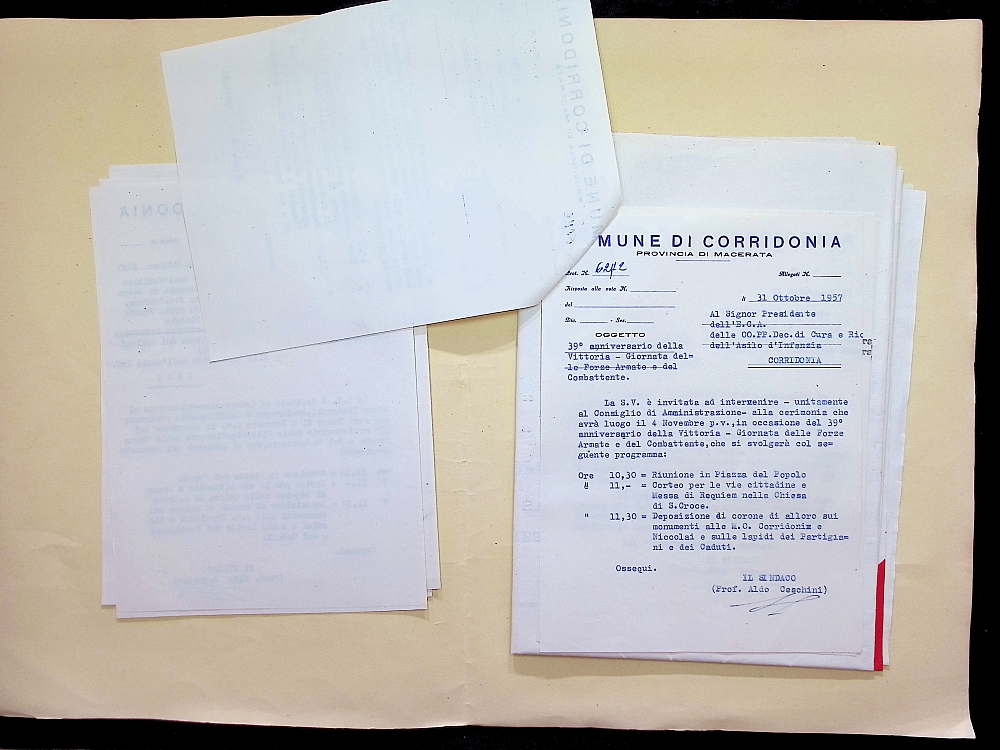 MUNE DI CORRIDONIA
PROVINCIA DI MACERATA
Prot. N. 6242
Allegati N.
Risposta alla nota N.
del
Div. - Sez.
li 31 Ottobre 1957
Al Signor Presidente
dell'E.C.A.
delle OO.PP.Dec.di Cura e Ric
dell'Asilo d'Infanzia
CORRIDONIA
OGGETTO
39° anniversario della
Vittoria - Giornata del=
le Forze Armate e del
Combattente.
La S.V. è invitata ad intervenire - unitamente
al Consiglio di Amministrazione- alla cerimonia che
avrà luogo il 4 Novembre p.v.,in occasione del 39°
anniversario della Vittoria - Giornata delle Forze
Armate e del Combattente,che si svolgerà col se=
guente programma:
Ore 10,30 = Riunione in Piazza del Popolo
" 11,- = Corteo per le vie cittadine e
Messa di Requiem nella Chiesa
di S.Croce.
" 11,30 = Deposizione di corone di alloro sui
monumenti alle M.O. Corridoni e
Niccolai e sulle lapidi dei Partigia=
ni e dei Caduti.
Ossequi.
IL SINDACO
(Prof. Aldo Ceschini)